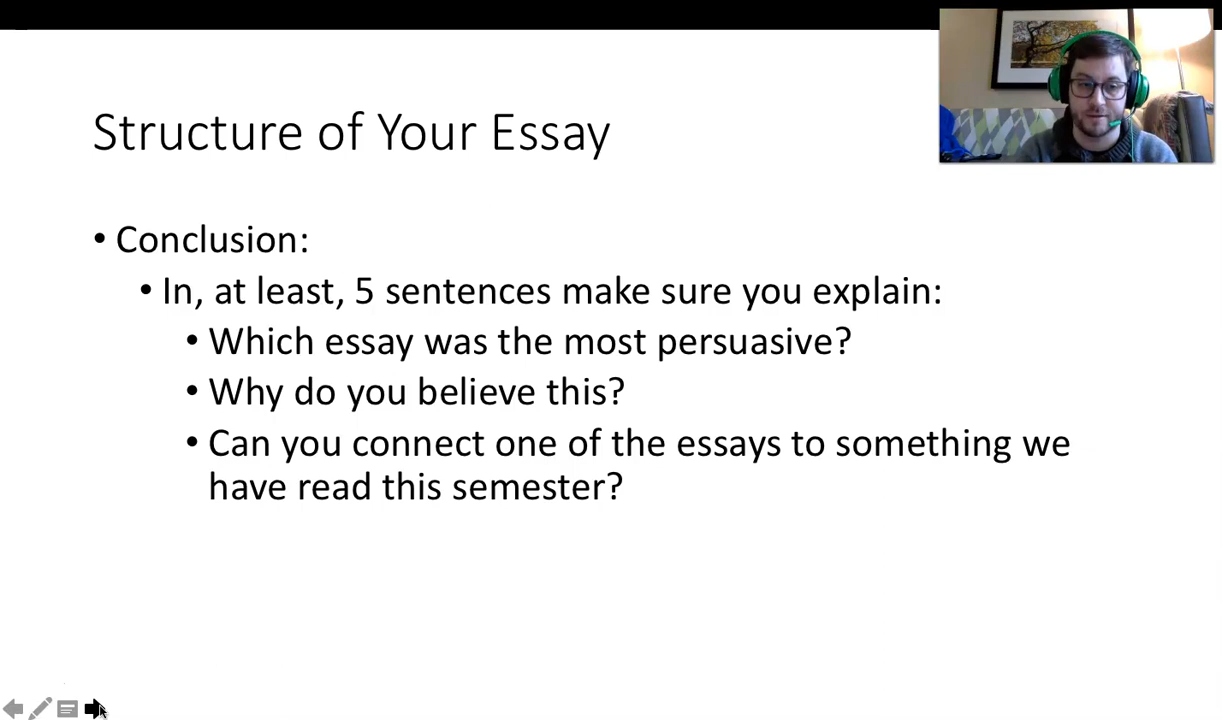 Structure of Your Essay
• Conclusion:
• In, at least, 5 sentences make sure you explain:
• Which essay was the most persuasive?
• Why do you believe this?
• Can you connect one of the essays to something we
have read this semester?